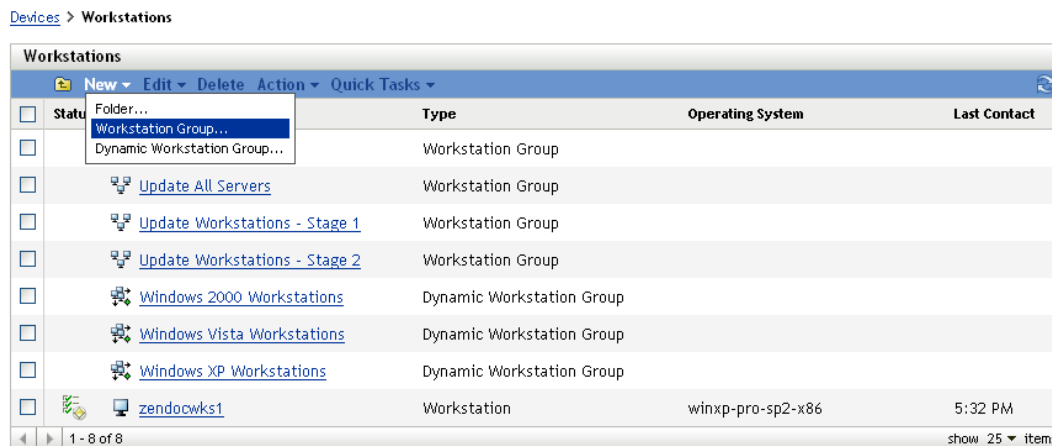 Devices > Workstations
Workstations
New Edit Delete Action Quick Tasks
Folder...
Workstation Group...
Dynamic Workstation Group...
Statu Type Operating System Last Contact
Workstation Group
Update All Servers Workstation Group
Update Workstations - Stage 1 Workstation Group
Update Workstations - Stage 2 Workstation Group
Windows 2000 Workstations Dynamic Workstation Group
Windows Vista Workstations Dynamic Workstation Group
Windows XP Workstations Dynamic Workstation Group
zendocwks1 Workstation winxp-pro-sp2-x86 5:32 PM
1 - 8 of 8 show 25 item